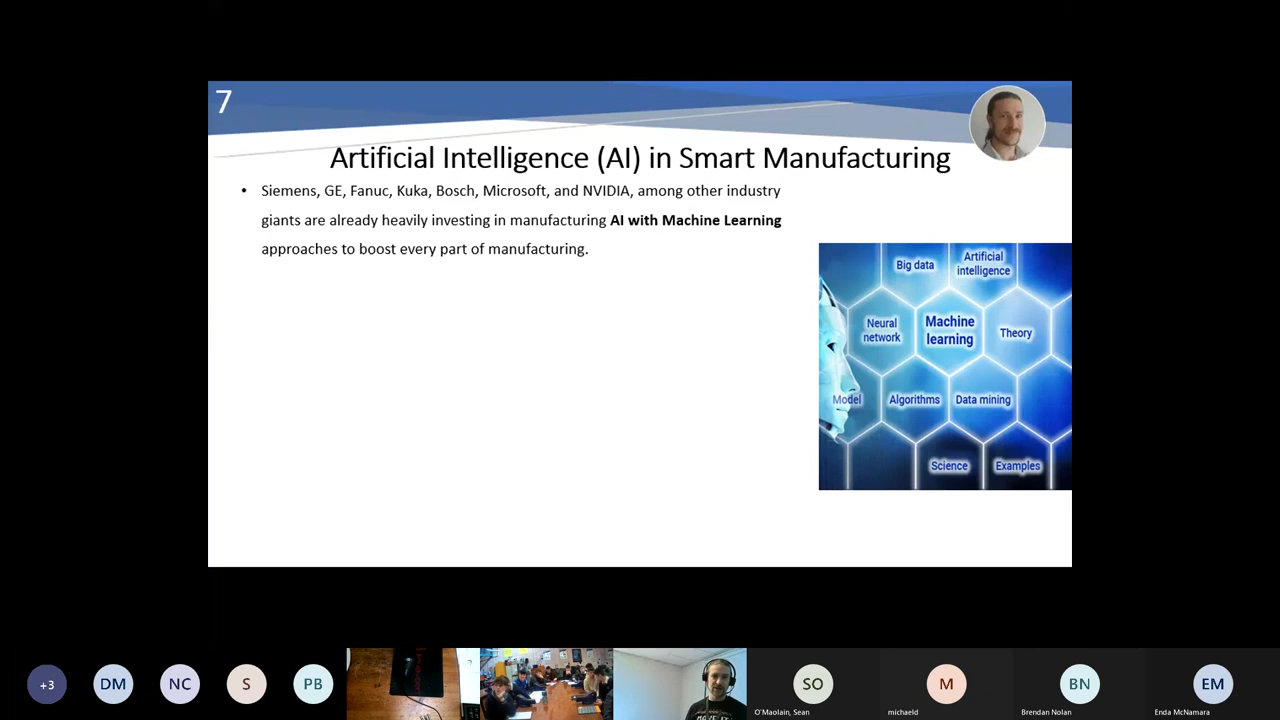 7
Artificial Intelligence (AI) in Smart Manufacturing
• Siemens, GE, Fanuc, Kuka, Bosch, Microsoft, and NVIDIA, among other industry
giants are already heavily investing in manufacturing AI with Machine Learning
approaches to boost every part of manufacturing.
Big data
Artificial
intelligence
Neural
network
Machine
learning
Theory
Model
Algorithms
Data mining
Science
Examples
+3
DM
NC
S
PB
SO
M
BN
EM
O'Maolain, Sean
michaeld
Brendan Nolan
Enda McNamara